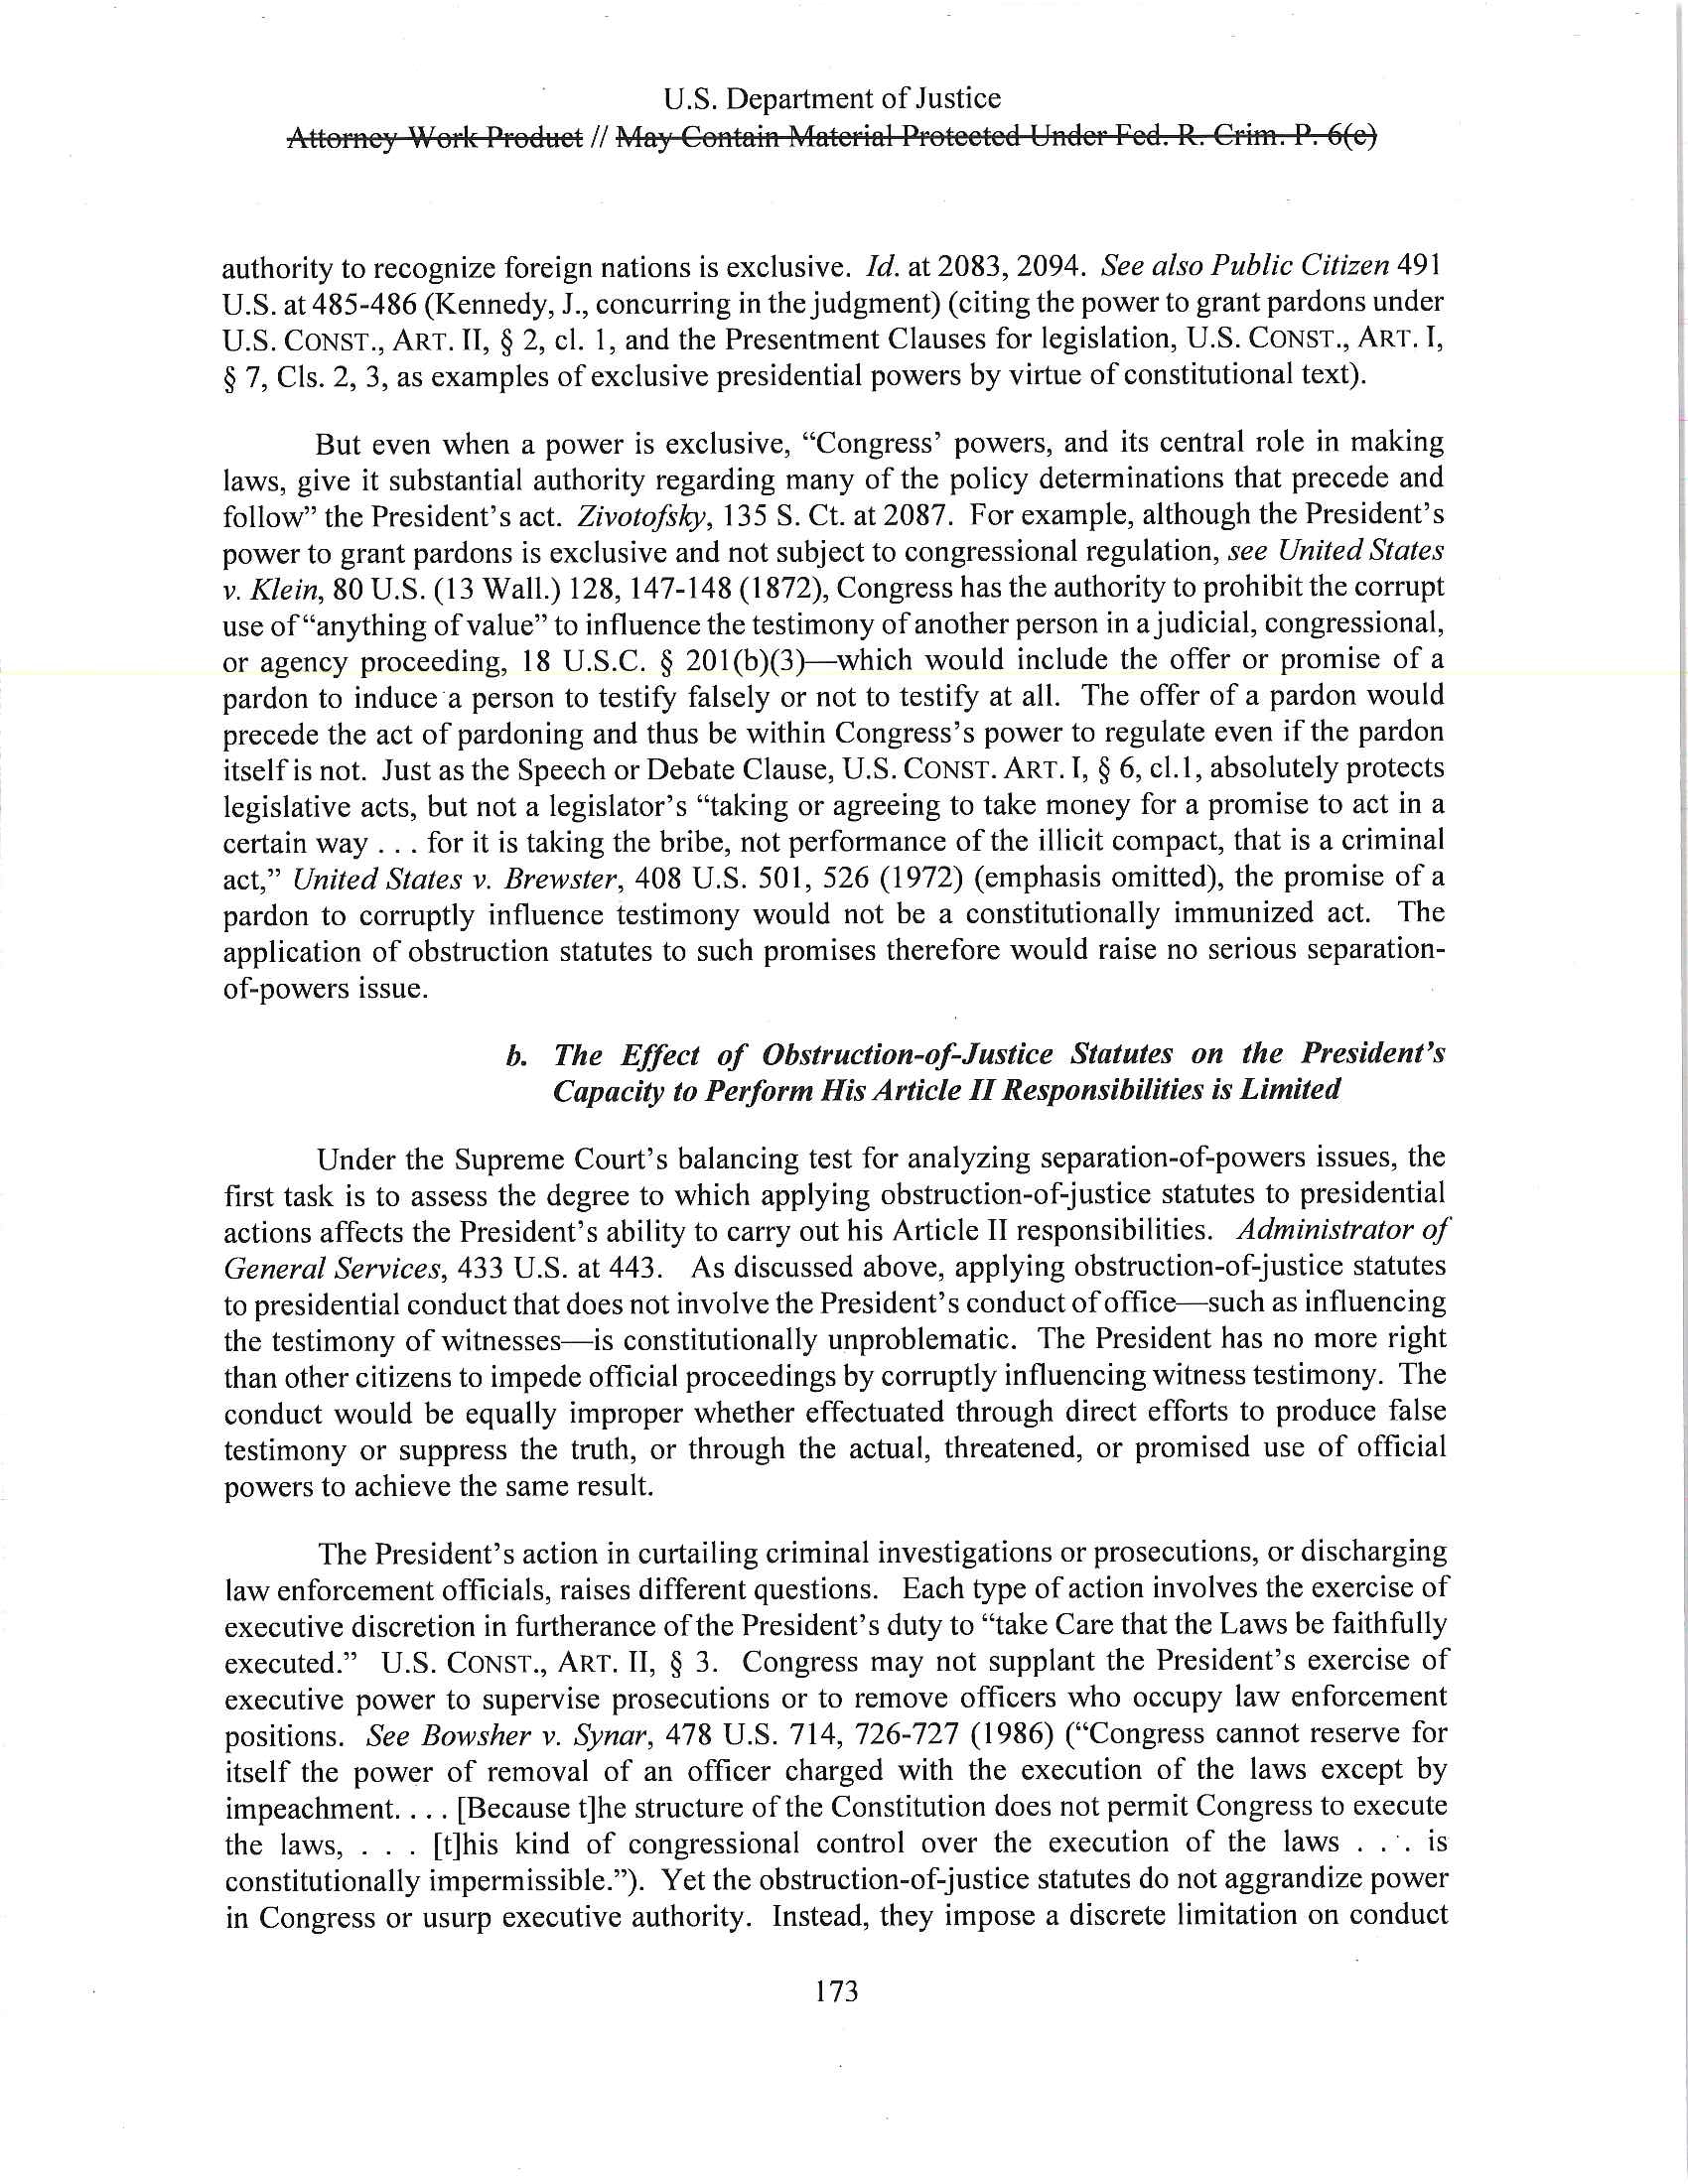 U.S. Department of Justice
Attorney Work Product // May Contain Material Protected Under Fed. R. Crim. P. 6(e)
authority to recognize foreign nations is exclusive. Id. at 2083, 2094. See also Public Citizen 491
U.S. at 485-486 (Kennedy, J., concurring in the judgment) (citing the power to grant pardons under
U.S. CONST., ART. II, § 2, cl. 1, and the Presentment Clauses for legislation, U.S. CONST., ART. I,
§ 7, Cls. 2, 3, as examples of exclusive presidential powers by virtue of constitutional text).
But even when a power is exclusive, “Congress’ powers, and its central role in making
laws, give it substantial authority regarding many of the policy determinations that precede and
follow” the President’s act. Zivotofsky, 135 S. Ct. at 2087. For example, although the President’s
power to grant pardons is exclusive and not subject to congressional regulation, see United States
v. Klein, 80 U.S. (13 Wall.) 128, 147-148 (1872), Congress has the authority to prohibit the corrupt
use of “anything of value” to influence the testimony of another person in a judicial, congressional,
or agency proceeding, 18 U.S.C. § 201(b)(3)—which would include the offer or promise of a
pardon to induce a person to testify falsely or not to testify at all. The offer of a pardon would
precede the act of pardoning and thus be within Congress’s power to regulate even if the pardon
itself is not. Just as the Speech or Debate Clause, U.S. CONST. ART. I, § 6, cl.1, absolutely protects
legislative acts, but not a legislator’s “taking or agreeing to take money for a promise to act in a
certain way . . . for it is taking the bribe, not performance of the illicit compact, that is a criminal
act,” United States v. Brewster, 408 U.S. 501, 526 (1972) (emphasis omitted), the promise of a
pardon to corruptly influence testimony would not be a constitutionally immunized act. The
application of obstruction statutes to such promises therefore would raise no serious separation-
of-powers issue.
b. The Effect of Obstruction-of-Justice Statutes on the President’s
Capacity to Perform His Article II Responsibilities is Limited
Under the Supreme Court’s balancing test for analyzing separation-of-powers issues, the
first task is to assess the degree to which applying obstruction-of-justice statutes to presidential
actions affects the President’s ability to carry out his Article II responsibilities. Administrator of
General Services, 433 U.S. at 443. As discussed above, applying obstruction-of-justice statutes
to presidential conduct that does not involve the President’s conduct of office—such as influencing
the testimony of witnesses—is constitutionally unproblematic. The President has no more right
than other citizens to impede official proceedings by corruptly influencing witness testimony. The
conduct would be equally improper whether effectuated through direct efforts to produce false
testimony or suppress the truth, or through the actual, threatened, or promised use of official
powers to achieve the same result.
The President’s action in curtailing criminal investigations or prosecutions, or discharging
law enforcement officials, raises different questions. Each type of action involves the exercise of
executive discretion in furtherance of the President’s duty to “take Care that the Laws be faithfully
executed.” U.S. CONST., ART. II, § 3. Congress may not supplant the President’s exercise of
executive power to supervise prosecutions or to remove officers who occupy law enforcement
positions. See Bowsher v. Synar, 478 U.S. 714, 726-727 (1986) (“Congress cannot reserve for
itself the power of removal of an officer charged with the execution of the laws except by
impeachment. . . . [Because t]he structure of the Constitution does not permit Congress to execute
the laws, . . . [t]his kind of congressional control over the execution of the laws . . . is
constitutionally impermissible.”). Yet the obstruction-of-justice statutes do not aggrandize power
in Congress or usurp executive authority. Instead, they impose a discrete limitation on conduct
173